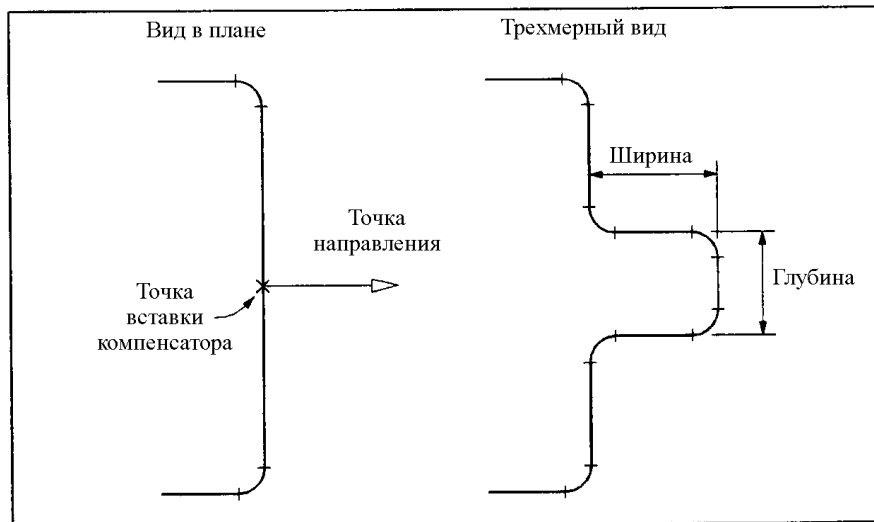 Вид в плане
Трехмерный вид
Ширина
Точка
направления
Точка
вставки
компенсатора
Глубина